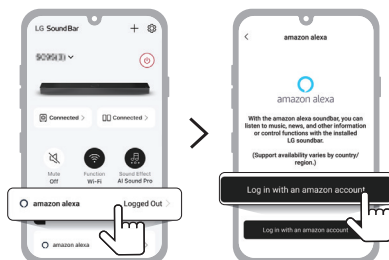 LG Sound Bar
Connected >
Connected >
Mute
Off
Function
Wi-Fi
Sound Effect
AI Sound Pro
amazon alexa
Logged Out >
amazon alexa
amazon alexa
amazon alexa
With the amazon alexa soundbar, you can
listen to music, news, and other information
or control functions with the installed
LG soundbar.
(Support availability varies by country/
region.)
Log in with an amazon account
Log in with an amazon account